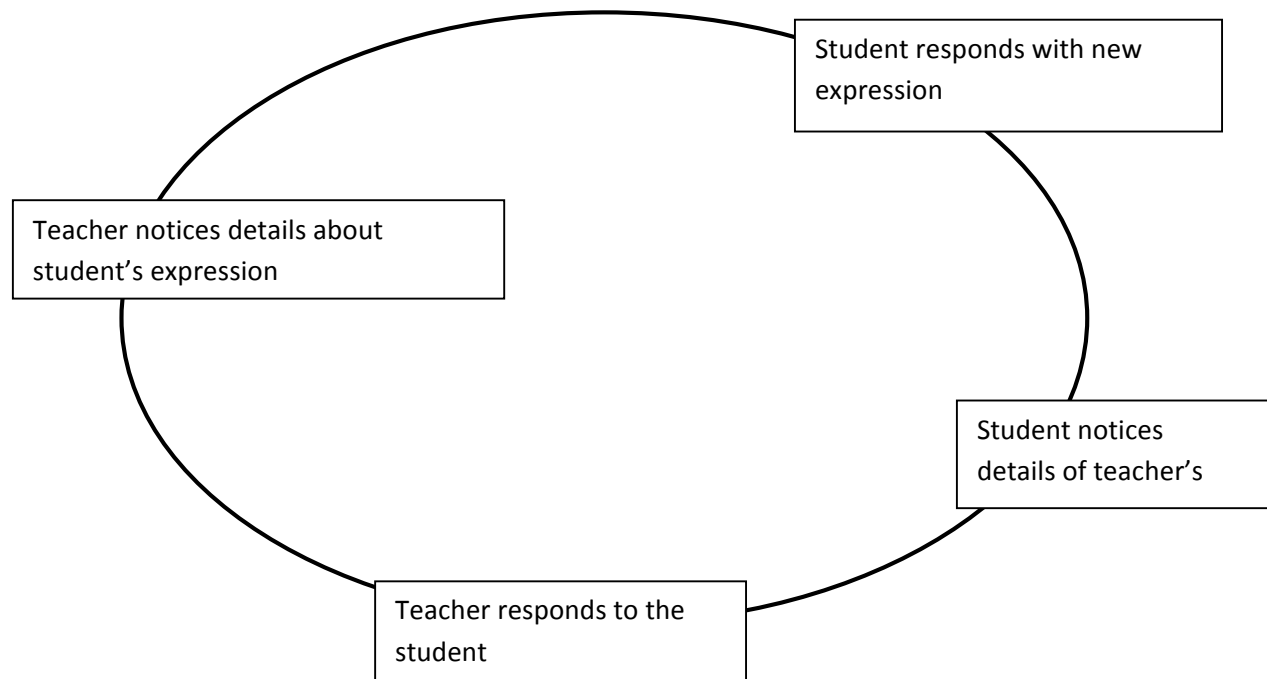 Student responds with new
expression
Teacher notices details about
student’s expression
Student notices
details of teacher’s
Teacher responds to the
student